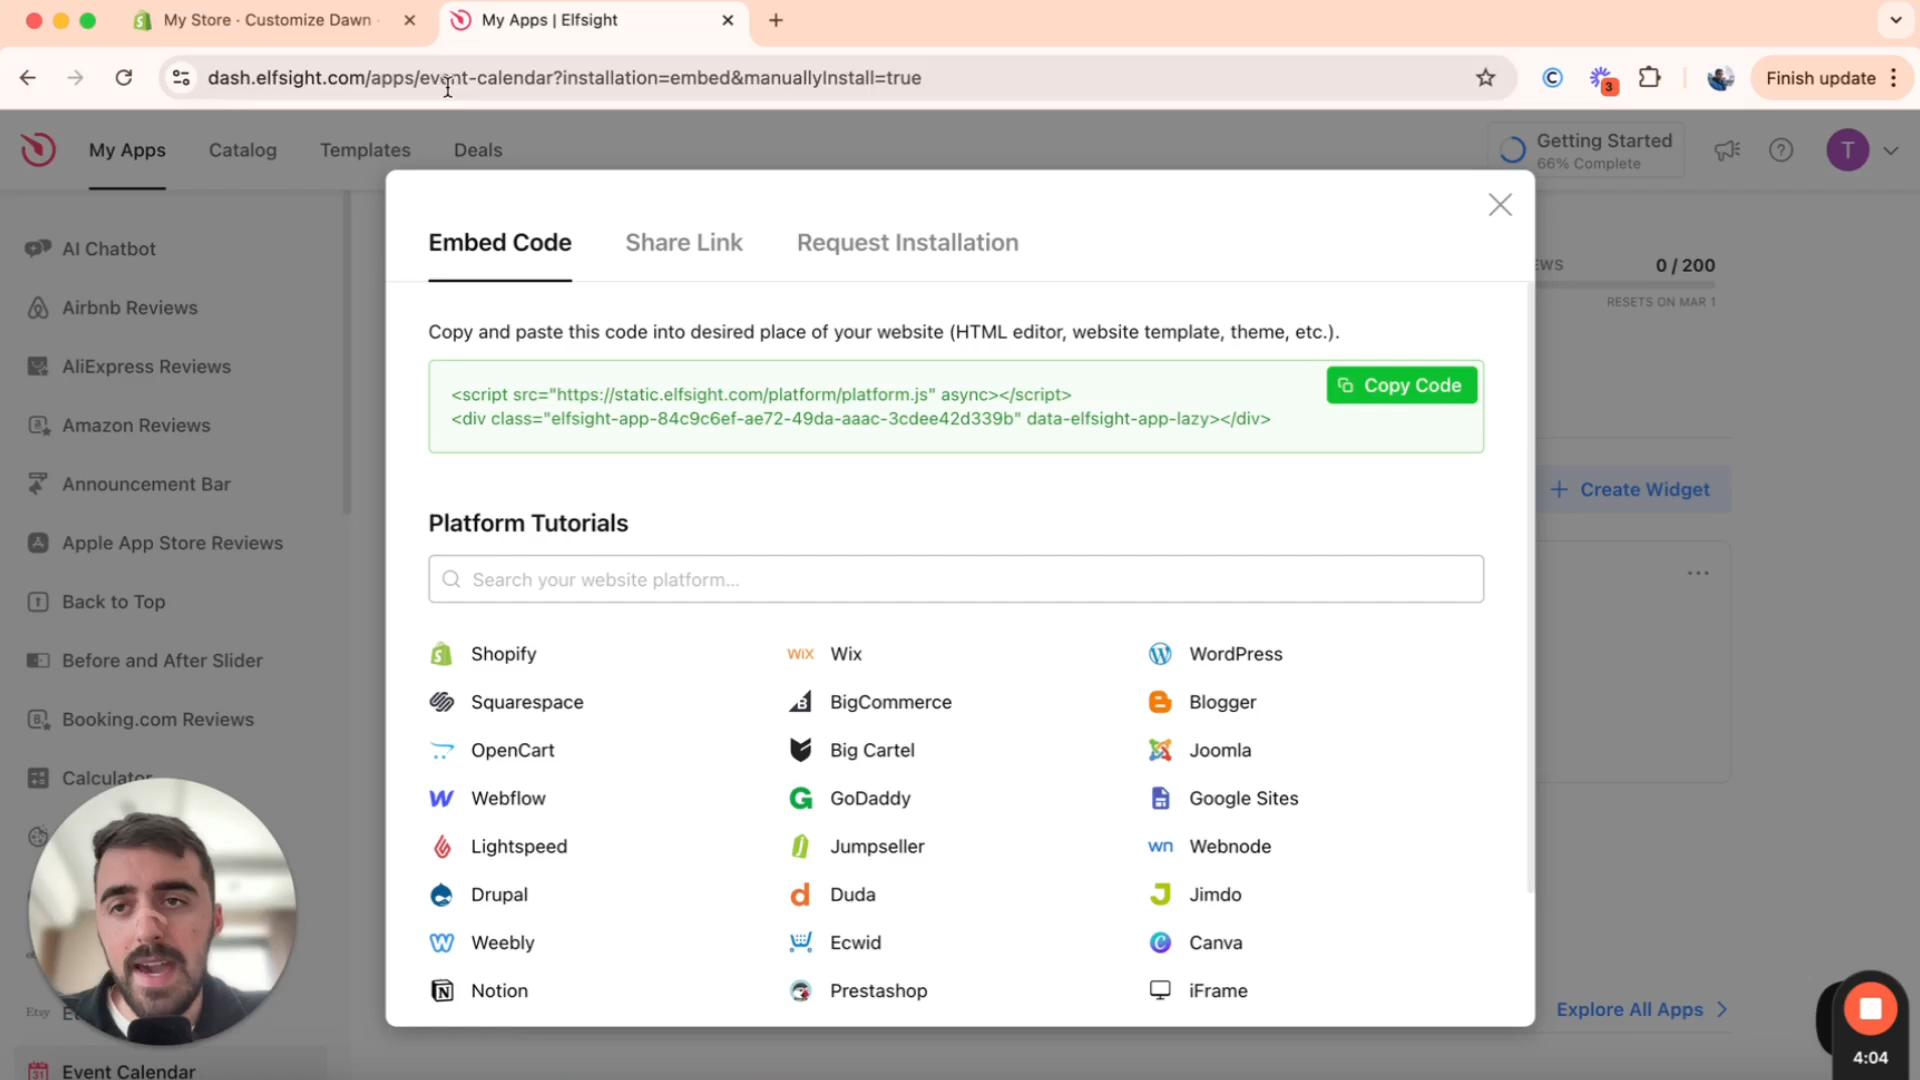 My Store · Customize Dawn ·
My Apps | Elfsight
dash.elfsight.com/apps/event-calendar?installation=embed&manuallyInstall=true
3
Finish update
My Apps
Catalog
Templates
Deals
Getting Started
66% Complete
T
AI Chatbot
Airbnb Reviews
AliExpress Reviews
Amazon Reviews
Announcement Bar
Apple App Store Reviews
Back to Top
Before and After Slider
Booking.com Reviews
Calculator
Etsy
Event Calendar
0 / 200
RESETS ON MAR 1
Create Widget
Explore All Apps
Embed Code
Share Link
Request Installation
Copy and paste this code into desired place of your website (HTML editor, website template, theme, etc.).
<script src="https://static.elfsight.com/platform/platform.js" async></script>
<div class="elfsight-app-84c9c6ef-ae72-49da-aaac-3cdee42d339b" data-elfsight-app-lazy></div>
Copy Code
Platform Tutorials
Search your website platform...
Shopify
WIX Wix
WordPress
Squarespace
BigCommerce
Blogger
OpenCart
Big Cartel
Joomla
Webflow
GoDaddy
Google Sites
Lightspeed
Jumpseller
wn Webnode
Drupal
Duda
Jimdo
Weebly
Ecwid
Canva
Notion
Prestashop
iFrame
4:04